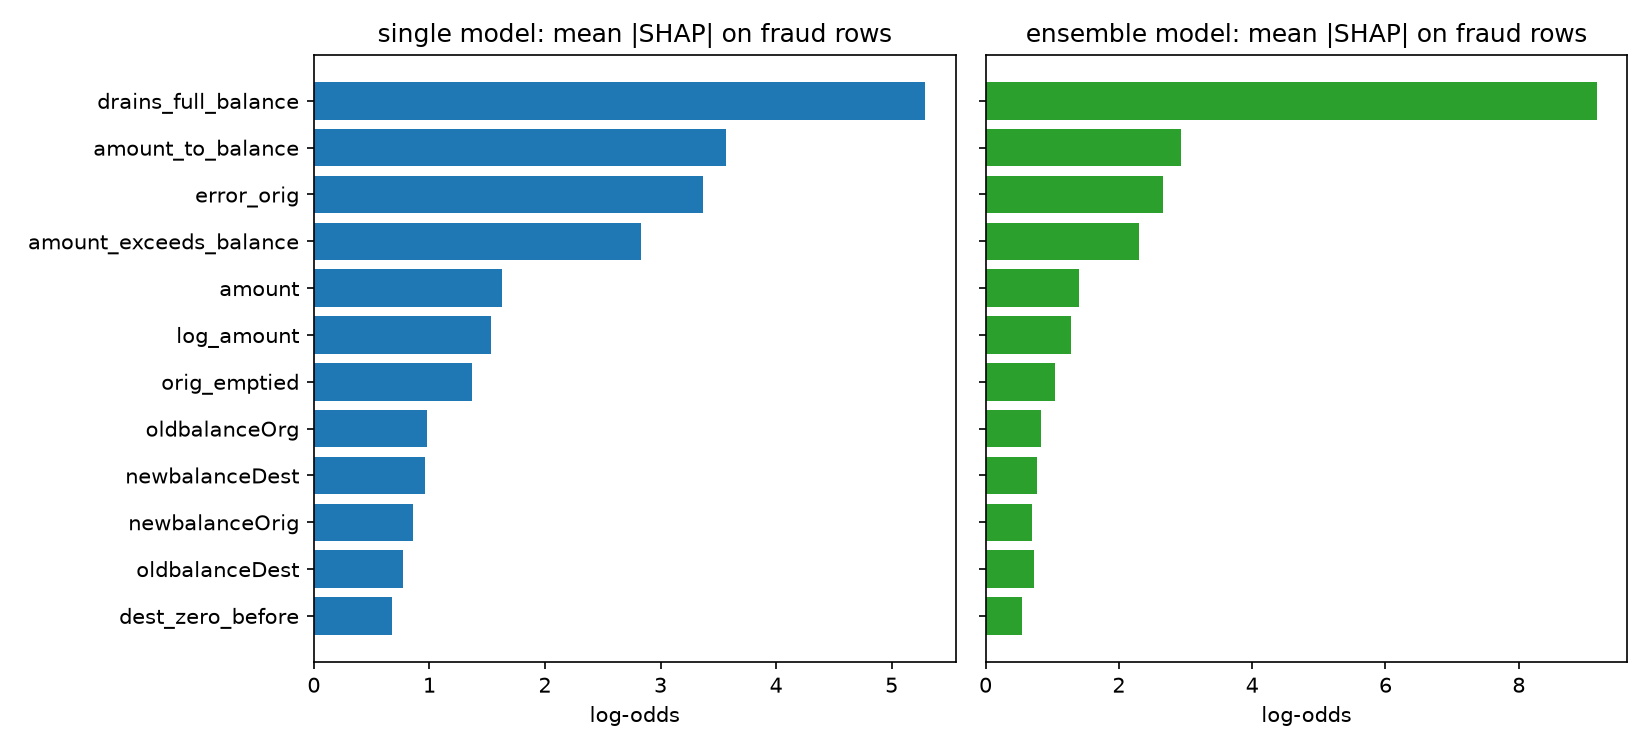 single model: mean |SHAP| on fraud rows
drains_full_balance
amount_to_balance
error_orig
amount_exceeds_balance
amount
log_amount
orig_emptied
oldbalanceOrg
newbalanceDest
newbalanceOrig
oldbalanceDest
dest_zero_before
0 1 2 3 4 5
log-odds
ensemble model: mean |SHAP| on fraud rows
0 2 4 6 8
log-odds